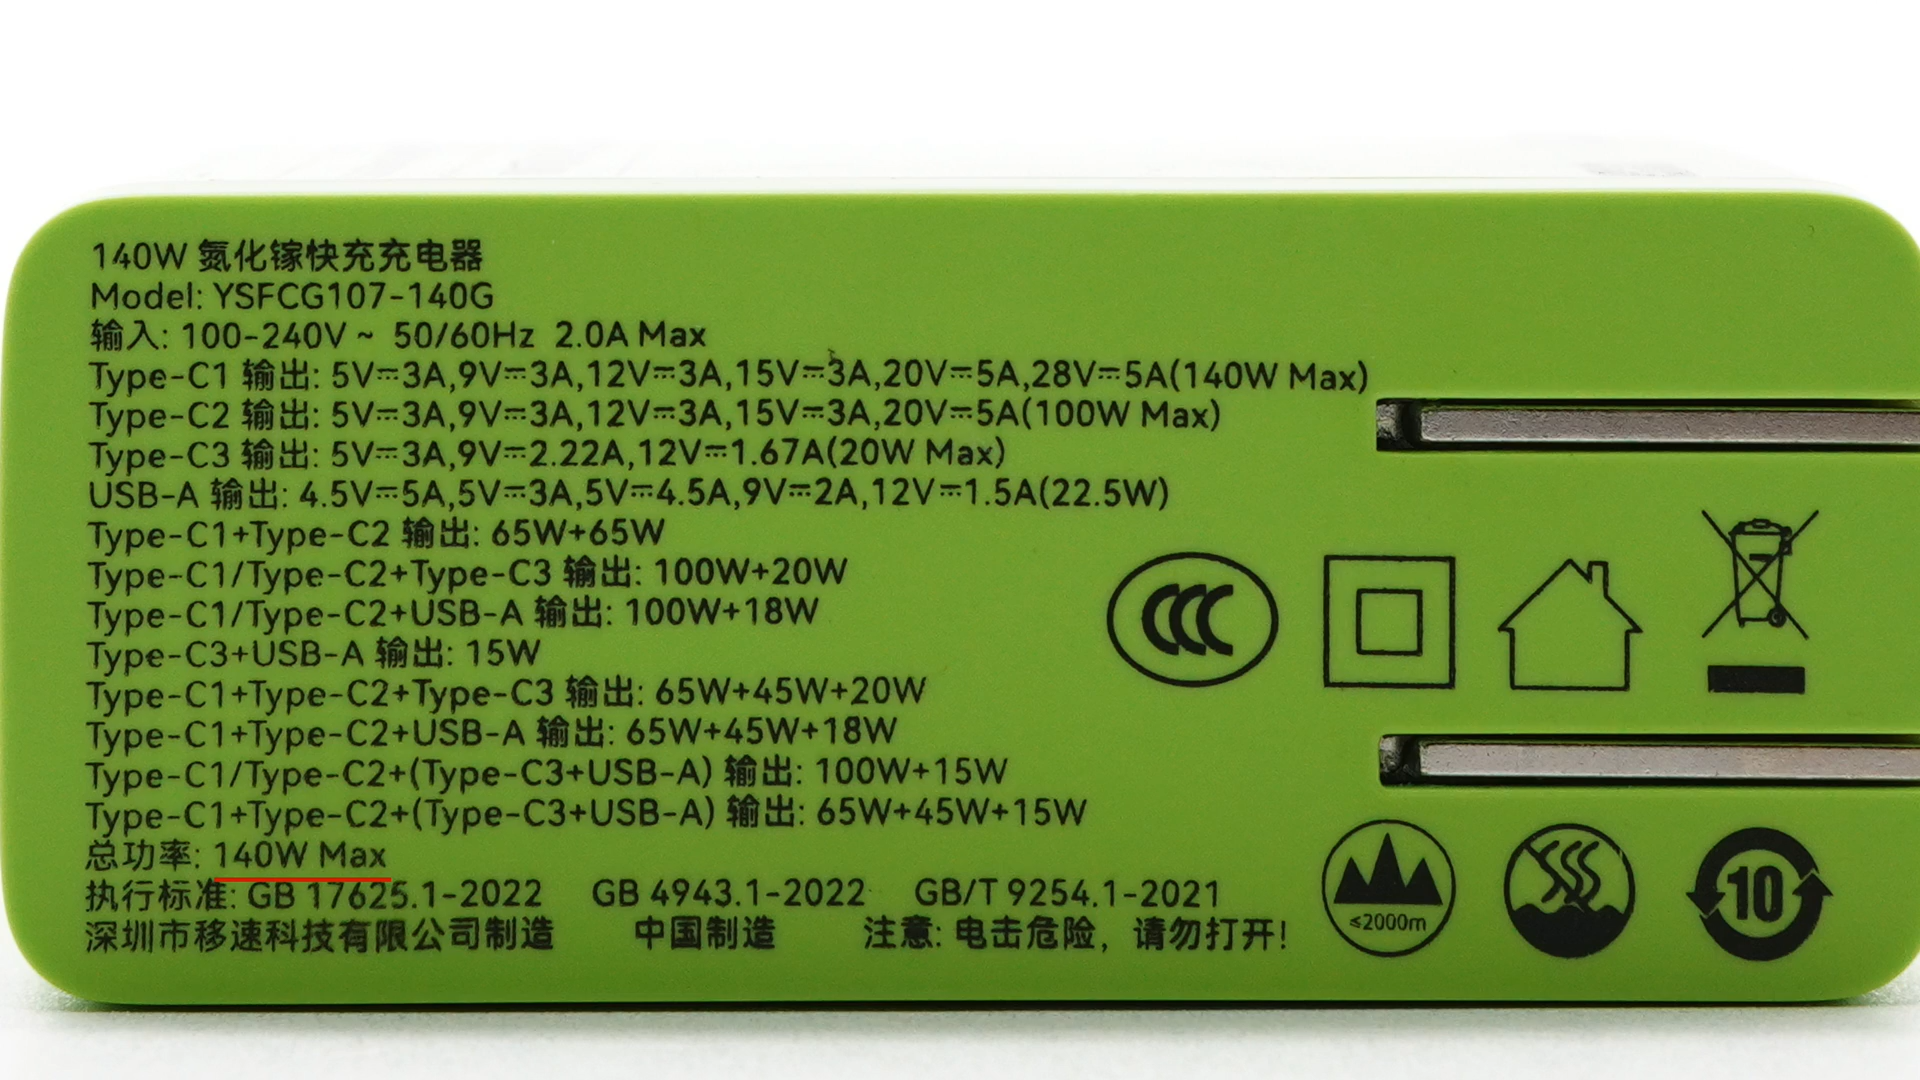 140W 氮化镓快充充电器
Model: YSFCG107-140G
输入: 100-240V ~ 50/60Hz 2.0A Max
Type-C1 输出: 5V⎓3A,9V⎓3A,12V⎓3A,15V⎓3A,20V⎓5A,28V⎓5A(140W Max)
Type-C2 输出: 5V⎓3A,9V⎓3A,12V⎓3A,15V⎓3A,20V⎓5A(100W Max)
Type-C3 输出: 5V⎓3A,9V⎓2.22A,12V⎓1.67A(20W Max)
USB-A 输出: 4.5V⎓5A,5V⎓3A,5V⎓4.5A,9V⎓2A,12V⎓1.5A(22.5W)
Type-C1+Type-C2 输出: 65W+65W
Type-C1/Type-C2+Type-C3 输出: 100W+20W
Type-C1/Type-C2+USB-A 输出: 100W+18W
Type-C3+USB-A 输出: 15W
Type-C1+Type-C2+Type-C3 输出: 65W+45W+20W
Type-C1+Type-C2+USB-A 输出: 65W+45W+18W
Type-C1/Type-C2+(Type-C3+USB-A) 输出: 100W+15W
Type-C1+Type-C2+(Type-C3+USB-A) 输出: 65W+45W+15W
总功率: 140W Max
执行标准: GB 17625.1-2022 GB 4943.1-2022 GB/T 9254.1-2021
深圳市移速科技有限公司制造 中国制造 注意: 电击危险，请勿打开!
CCC
≤2000m
10